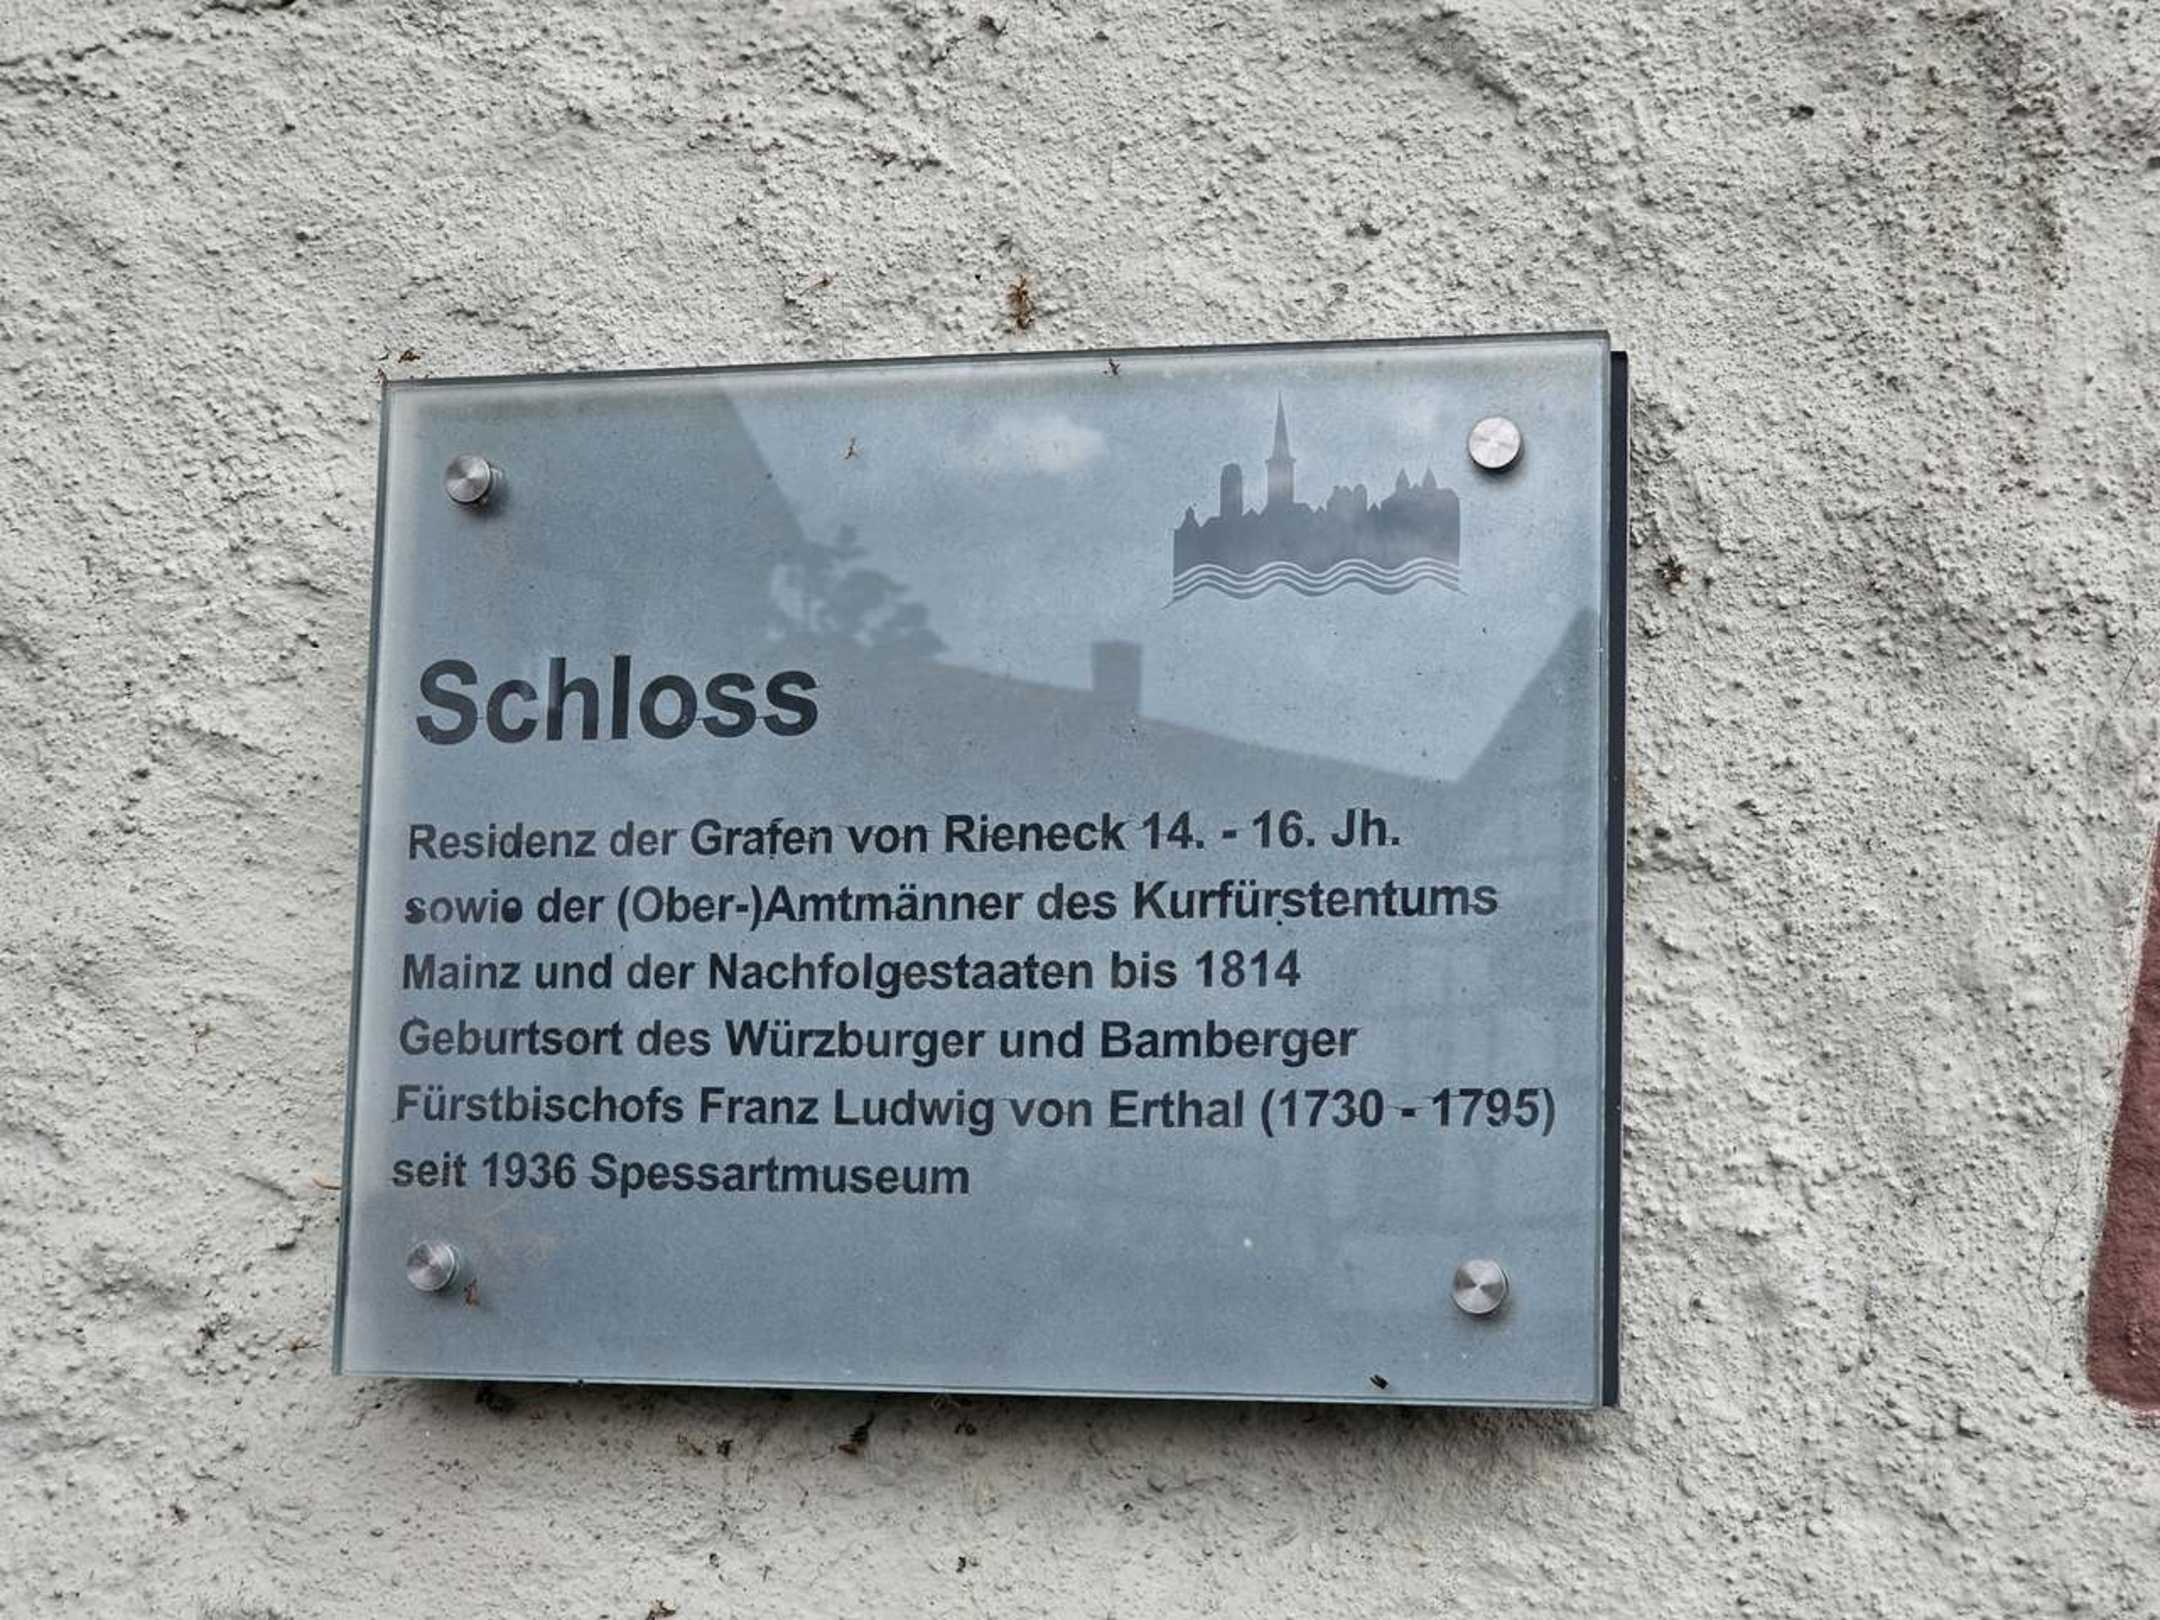 Schloss
Residenz der Grafen von Rieneck 14. - 16. Jh.
sowie der (Ober-)Amtmänner des Kurfürstentums
Mainz und der Nachfolgestaaten bis 1814
Geburtsort des Würzburger und Bamberger
Fürstbischofs Franz Ludwig von Erthal (1730 - 1795)
seit 1936 Spessartmuseum